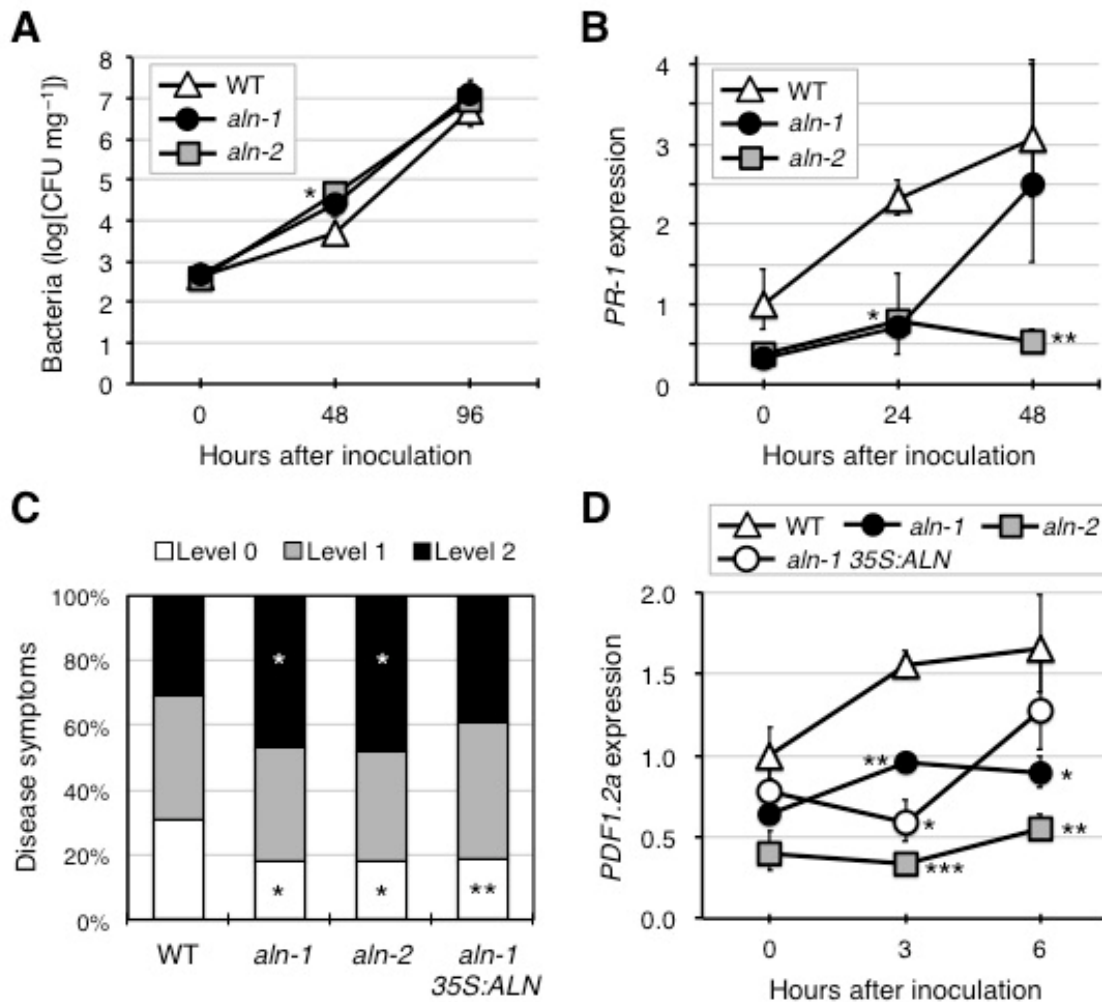 A
Bacteria (log[CFU mg⁻¹])
8
7
6
5
4
3
2
1
0
WT
aln-1
aln-2
*
0 48 96
Hours after inoculation
B
PR-1 expression
4
3
2
1
0
WT
aln-1
aln-2
*
**
0 24 48
Hours after inoculation
C
Level 0 Level 1 Level 2
Disease symptoms
100%
80%
60%
40%
20%
0%
* *
* * **
WT aln-1 aln-2 aln-1
35S:ALN
D
WT aln-1 aln-2
aln-1 35S:ALN
PDF1.2a expression
2.0
1.5
1.0
0.5
0.0
**
*
*
**
***
0 3 6
Hours after inoculation